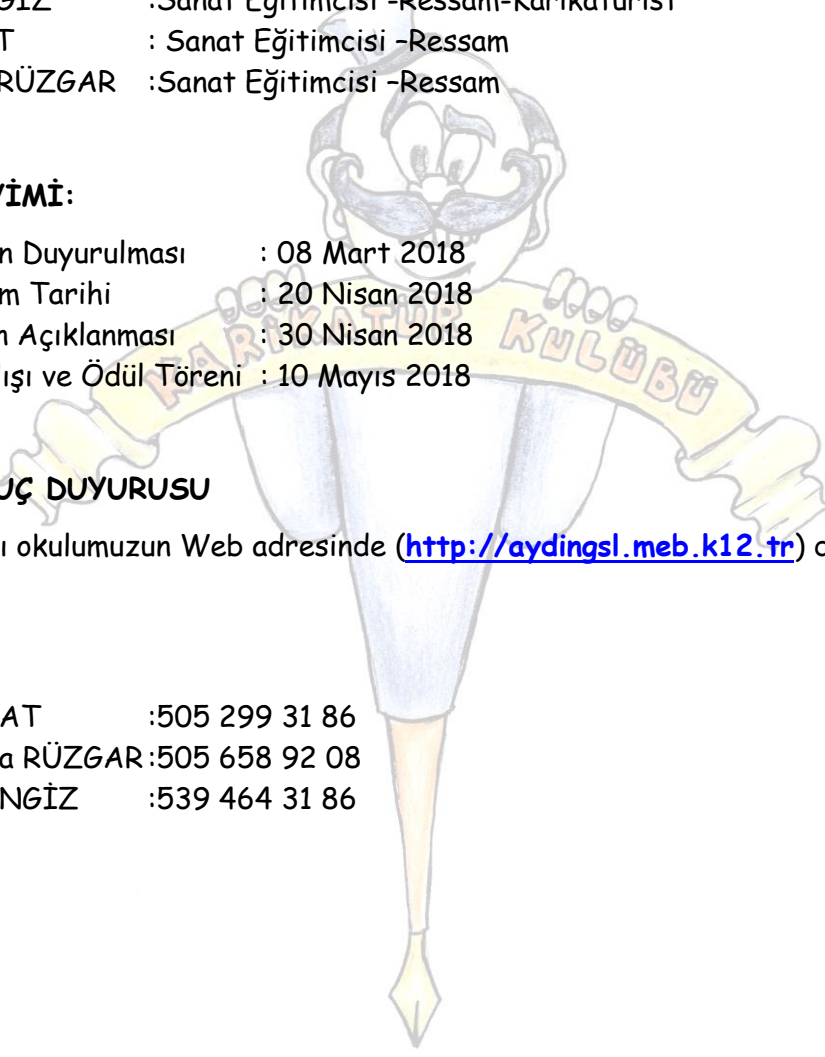 GİZ :Sanat Eğitimcisi –Ressam-Karikatürist
T : Sanat Eğitimcisi –Ressam
RÜZGAR :Sanat Eğitimcisi –Ressam
VİMİ:
n Duyurulması : 08 Mart 2018
m Tarihi : 20 Nisan 2018
n Açıklanması : 30 Nisan 2018
lışı ve Ödül Töreni : 10 Mayıs 2018
KARİKATUR KULÜBÜ
UÇ DUYURUSU
ı okulumuzun Web adresinde (http://aydingsl.meb.k12.tr)
AT :505 299 31 86
a RÜZGAR :505 658 92 08
NGİZ :539 464 31 86